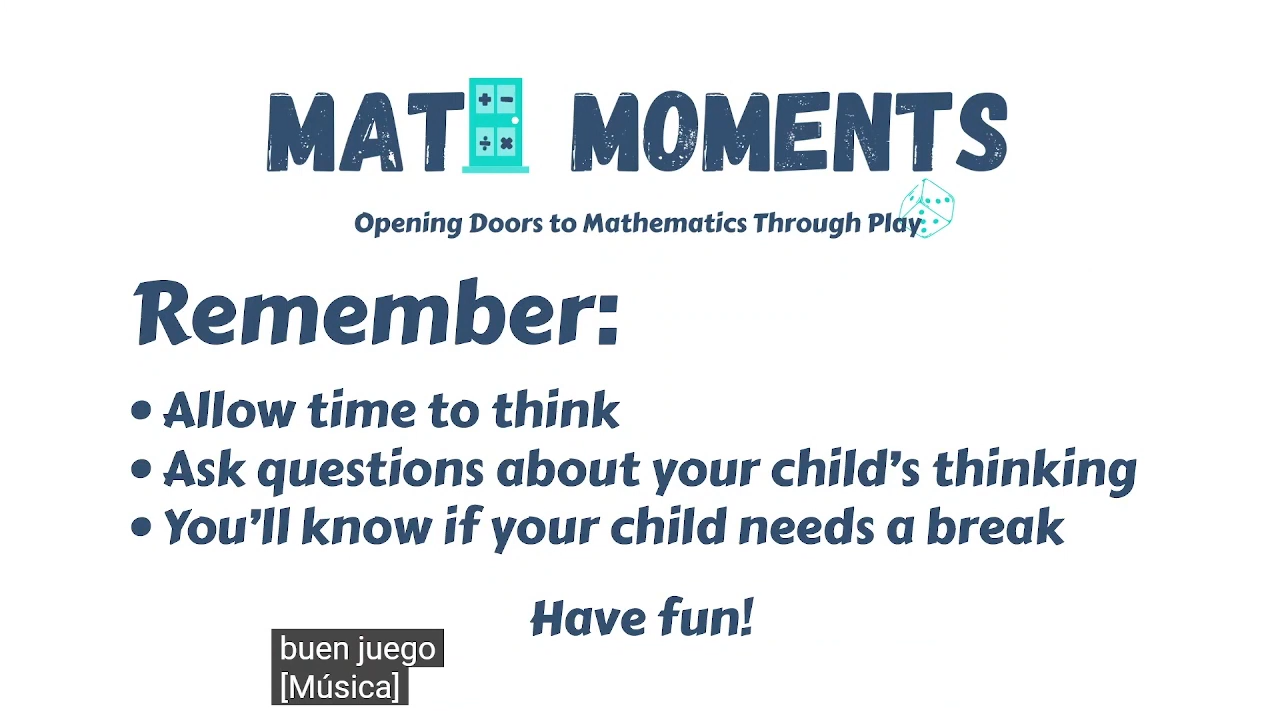 MATH MOMENTS
Opening Doors to Mathematics Through Play
Remember:
• Allow time to think
• Ask questions about your child's thinking
• You'll know if your child needs a break
Have fun!
buen juego
[Música]